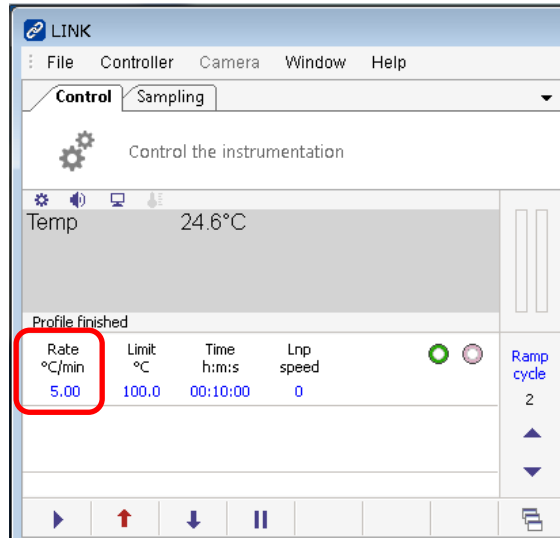 LINK
File Controller Camera Window Help
Control Sampling
Control the instrumentation
Temp 24.6°C
Profile finished
Rate Limit Time Lnp
°C/min °C h:m:s speed
5.00 100.0 00:10:00 0
Ramp
cycle
2